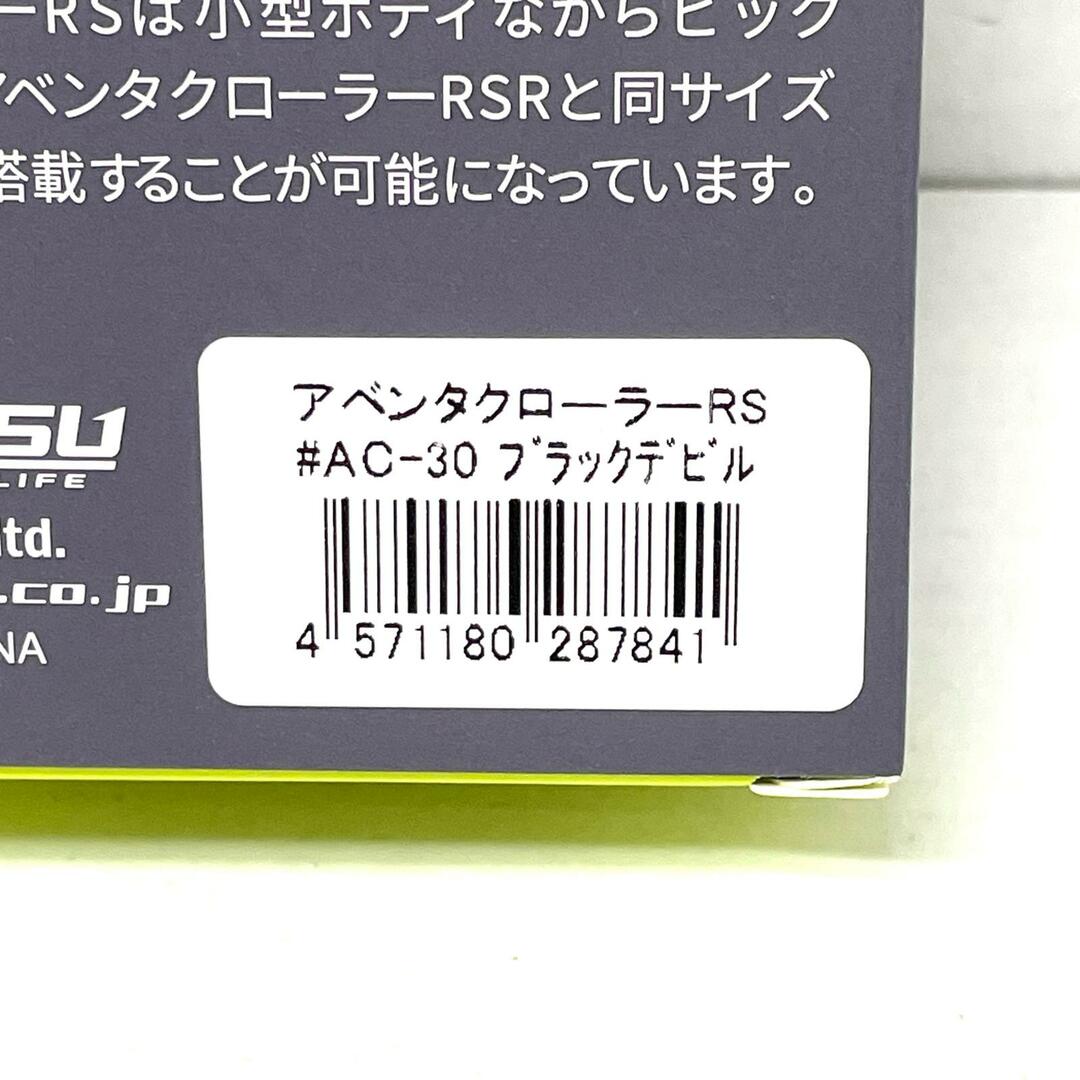 ーRSは小型ボディながらビッグ
アベンタクローラーRSRと同サイズ
搭載することが可能になっています。
SU
LIFE
td.
.co.jp
NA
アベンタクローラーRS
#AC-30 ブラックデビル
4 571180 287841